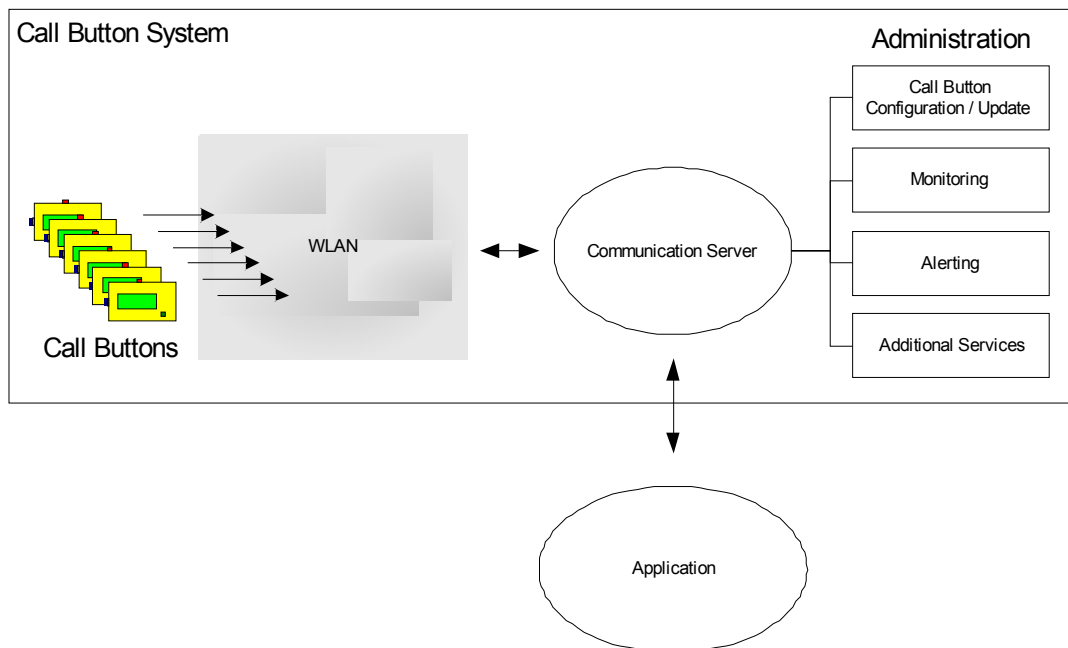 Call Button System
Administration
Call Button
Configuration / Update
Monitoring
WLAN
Communication Server
Alerting
Call Buttons
Additional Services
Application